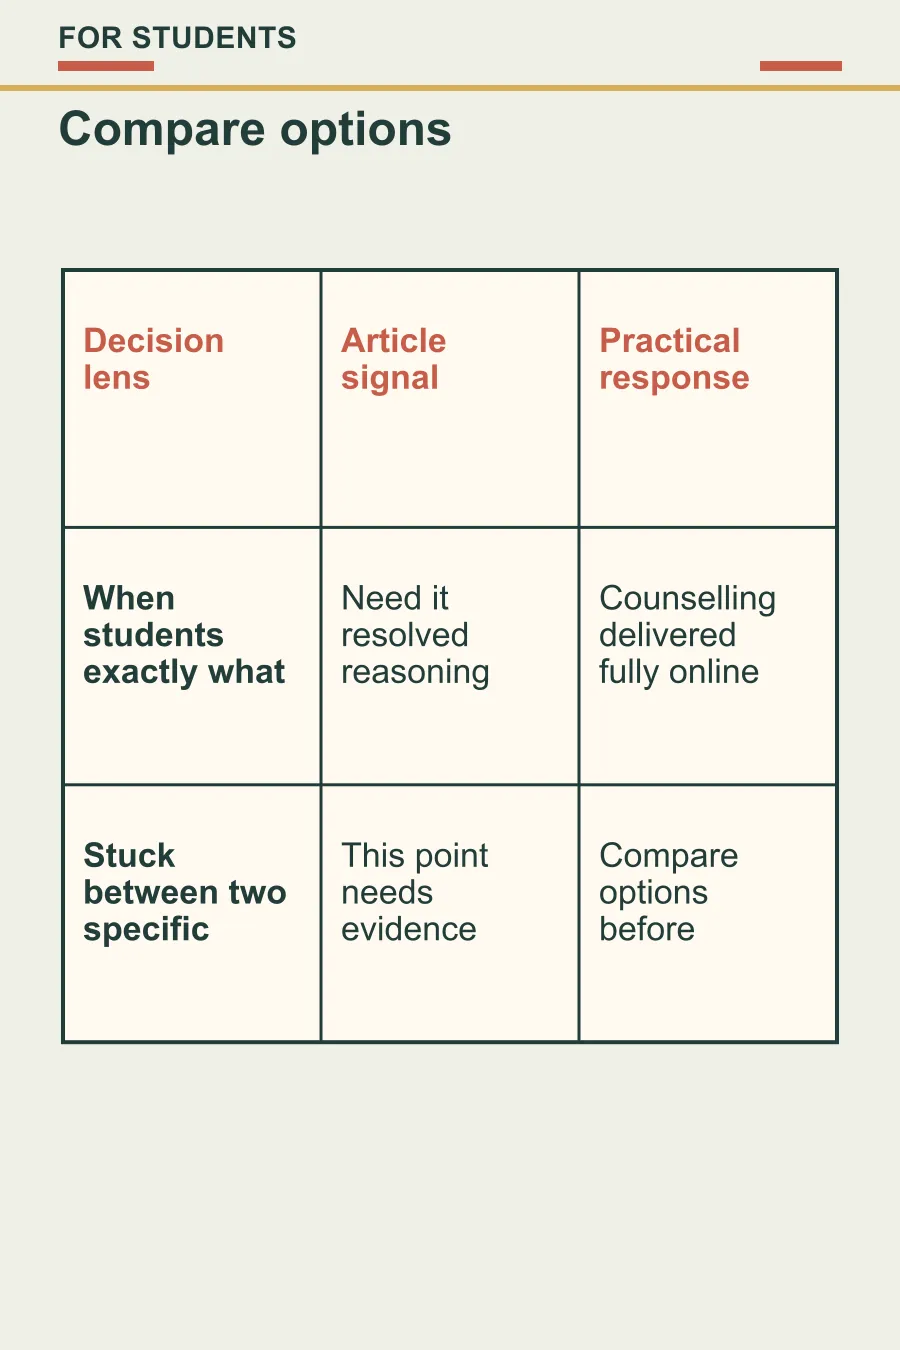 FOR STUDENTS
Compare options
Decision
lens
Article
signal
Practical
response
When
students
exactly what
Need it
resolved
reasoning
Counselling
delivered
fully online
Stuck
between two
specific
This point
needs
evidence
Compare
options
before